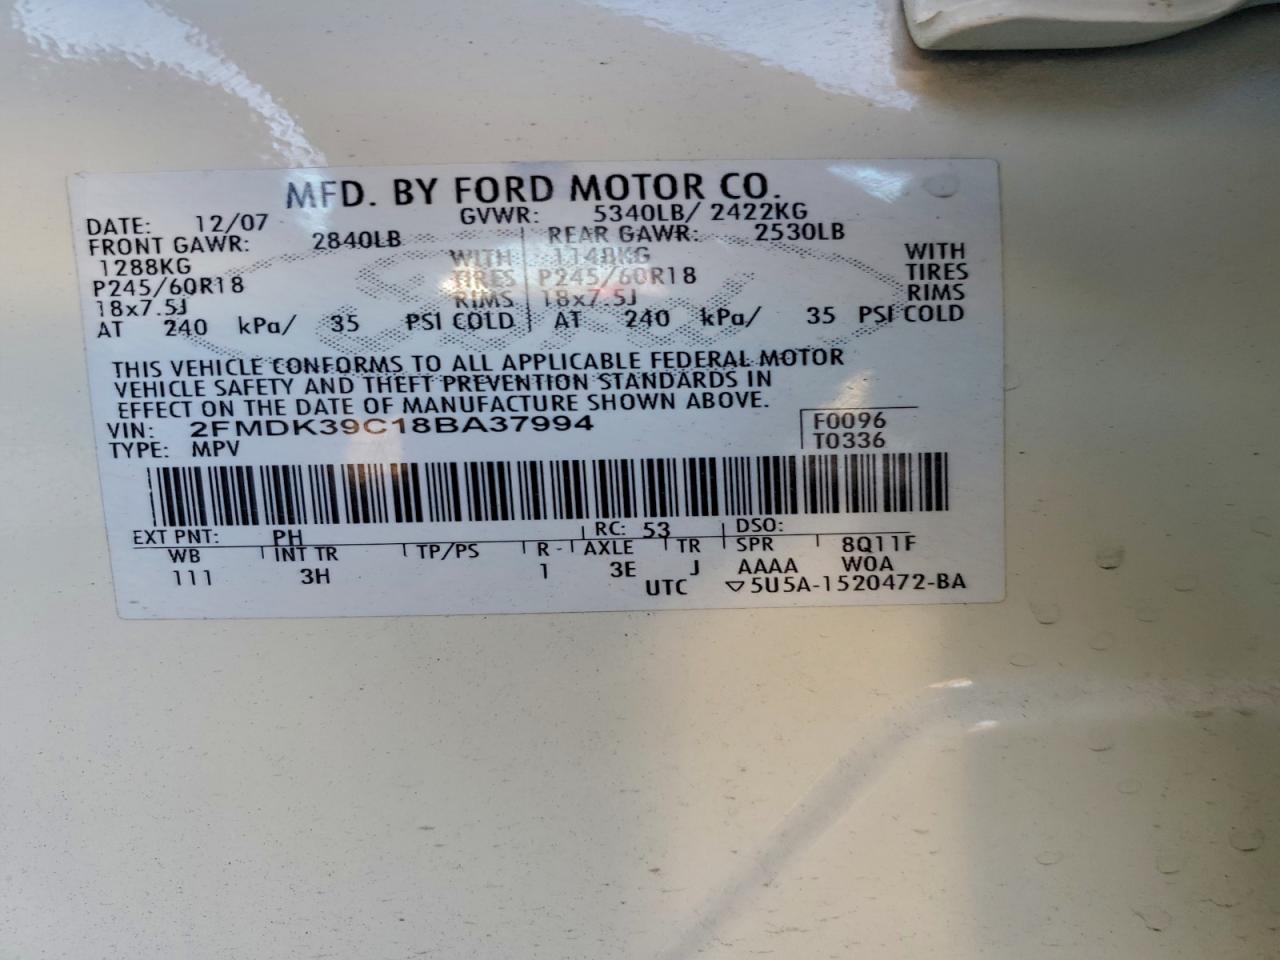 MFD. BY FORD MOTOR CO.
DATE: 12/07 GVWR: 5340LB/ 2422KG
FRONT GAWR: 2840LB REAR GAWR: 2530LB
1288KG WITH 1148KG WITH
P245/60R18 TIRES P245/60R18 TIRES
18x7.5J RIMS 18x7.5J RIMS
AT 240 kPa/ 35 PSI COLD AT 240 kPa/ 35 PSI COLD
THIS VEHICLE CONFORMS TO ALL APPLICABLE FEDERAL MOTOR
VEHICLE SAFETY AND THEFT PREVENTION STANDARDS IN
EFFECT ON THE DATE OF MANUFACTURE SHOWN ABOVE.
VIN: 2FMDK39C18BA37994 F0096
TYPE: MPV T0336
EXT PNT: PH RC: 53 DSO:
WB INT TR TP/PS R - AXLE TR SPR 8Q11F
111 3H 1 3E J AAAA W0A
UTC ▽5U5A-1520472-BA